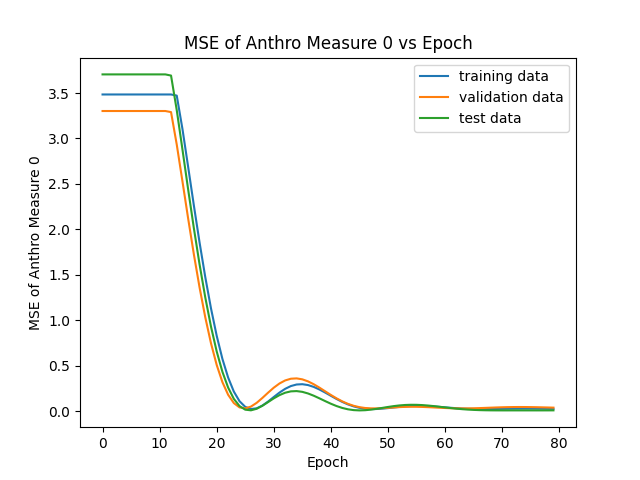 MSE of Anthro Measure 0 vs Epoch
training data
validation data
test data
MSE of Anthro Measure 0
3.5
3.0
2.5
2.0
1.5
1.0
0.5
0.0
0 10 20 30 40 50 60 70 80
Epoch